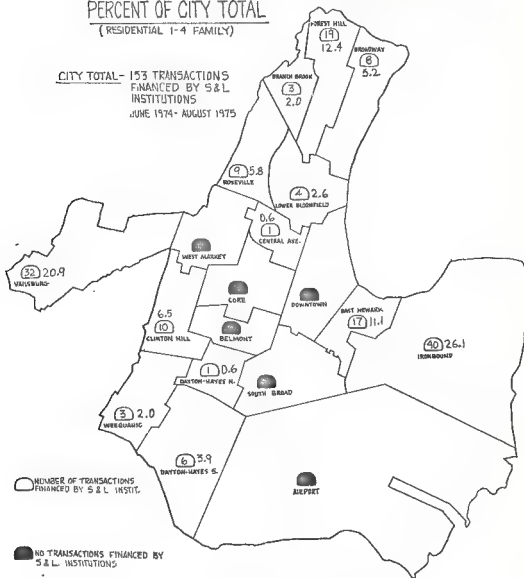 PERCENT OF CITY TOTAL
(RESIDENTIAL 1-4 FAMILY)
CITY TOTAL- 153 TRANSACTIONS
FINANCED BY S&L
INSTITUTIONS
JUNE 1974- AUGUST 1975
FOREST HILL
19
12.4
BROADWAY
8
5.2
BRANCH BROOK
3
2.0
9 5.8
ROSEVILLE
4 2.6
LOWER BLOOMFIELD
0.6
1
CENTRAL AVE.
WEST MARKET
32 20.9
VAILSBURG
CORE
DOWNTOWN
EAST NEWARK
17 11.1
40 26.1
IRONBOUND
6.5
10
CLINTON HILL
BELMONT
1 0.6
DAYTON-HAYES N.
SOUTH BROAD
3 2.0
WEEQUAHIC
6 3.9
DAYTON-HAYES S.
AIRPORT
NUMBER OF TRANSACTIONS
FINANCED BY S & L INSTIT.
NO TRANSACTIONS FINANCED BY
S & L INSTITUTIONS